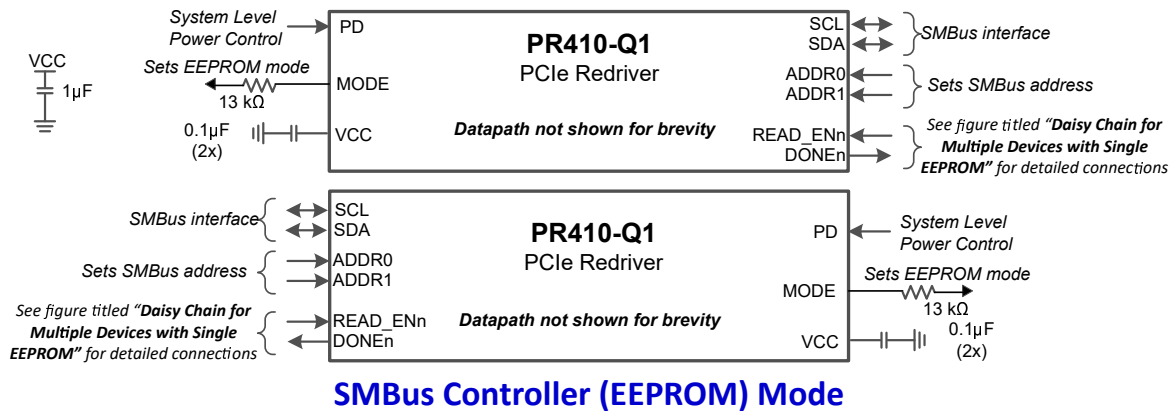 System Level
Power Control
PD
VCC
1µF
Sets EEPROM mode
13 kΩ
MODE
0.1µF
(2x)
VCC
PR410-Q1
PCIe Redriver
Datapath not shown for brevity
SCL
SDA
SMBus interface
ADDR0
ADDR1
Sets SMBus address
READ_ENn
DONEn
See figure titled “Daisy Chain for
Multiple Devices with Single
EEPROM” for detailed connections
SMBus interface
SCL
SDA
Sets SMBus address
ADDR0
ADDR1
See figure titled “Daisy Chain for
Multiple Devices with Single
EEPROM” for detailed connections
READ_ENn
DONEn
PR410-Q1
PCIe Redriver
Datapath not shown for brevity
PD
System Level
Power Control
Sets EEPROM mode
MODE
13 kΩ
VCC
0.1µF
(2x)
SMBus Controller (EEPROM) Mode